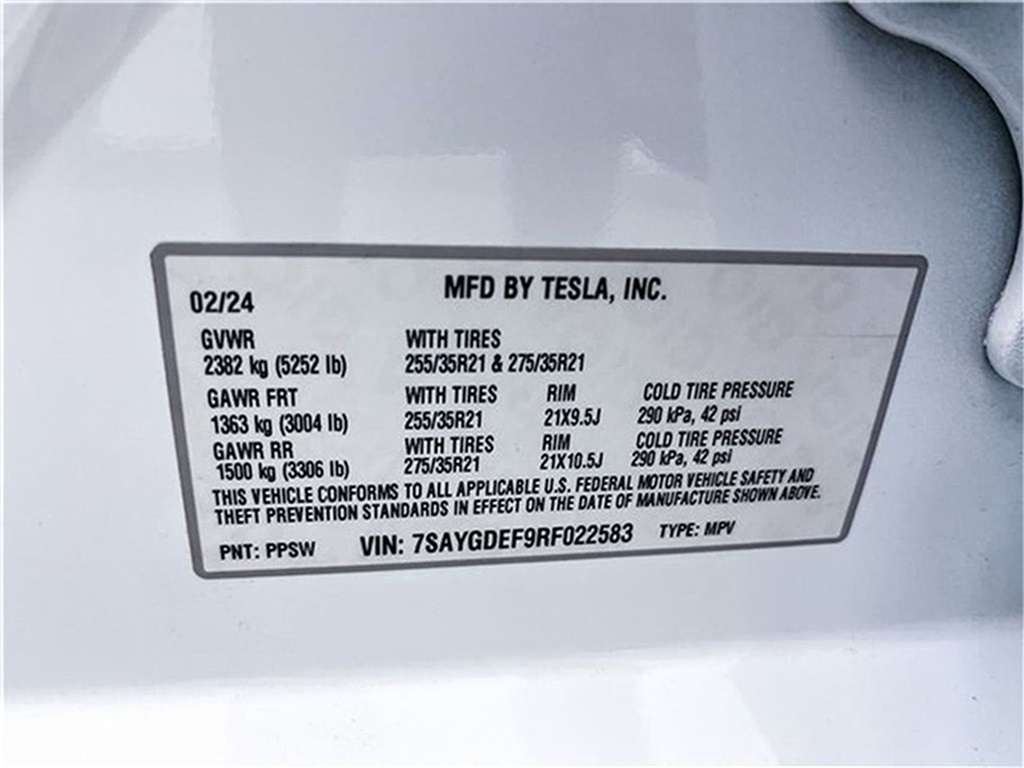 MFD BY TESLA, INC.
02/24
GVWR WITH TIRES
2382 kg (5252 lb) 255/35R21 & 275/35R21
GAWR FRT WITH TIRES RIM COLD TIRE PRESSURE
1363 kg (3004 lb) 255/35R21 21X9.5J 290 kPa, 42 psi
GAWR RR WITH TIRES RIM COLD TIRE PRESSURE
1500 kg (3306 lb) 275/35R21 21X10.5J 290 kPa, 42 psi
THIS VEHICLE CONFORMS TO ALL APPLICABLE U.S. FEDERAL MOTOR VEHICLE SAFETY AND
THEFT PREVENTION STANDARDS IN EFFECT ON THE DATE OF MANUFACTURE SHOWN ABOVE.
PNT: PPSW VIN: 7SAYGDEF9RF022583 TYPE: MPV